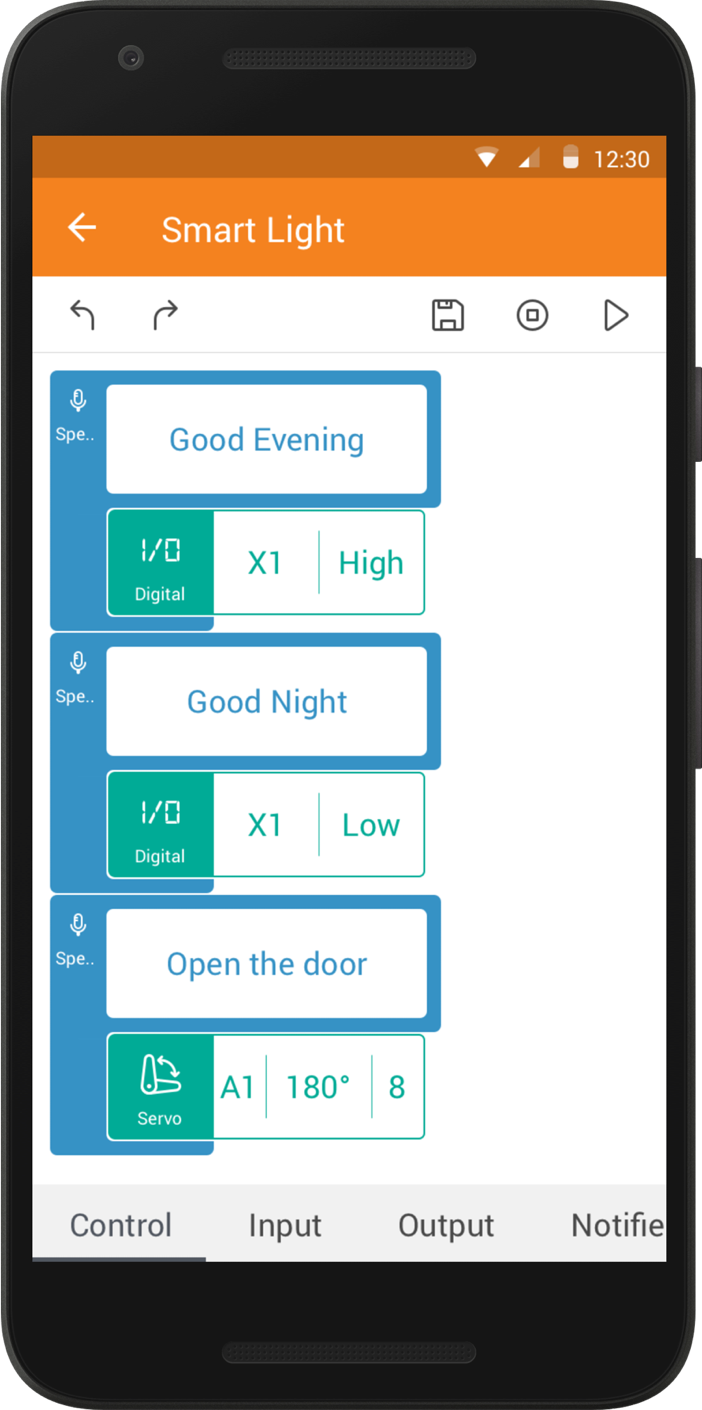 12:30
Smart Light
Spe..
Good Evening
I/O
Digital
X1
High
Spe..
Good Night
I/O
Digital
X1
Low
Spe..
Open the door
Servo
A1
180°
8
Control
Input
Output
Notifie